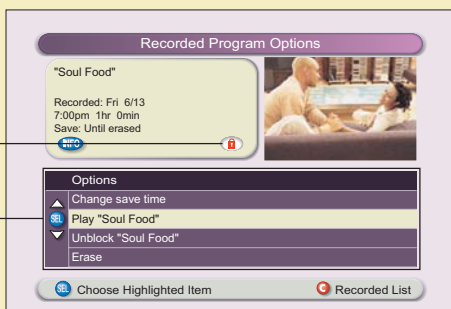 Recorded Program Options
"Soul Food"
Recorded: Fri 6/13
7:00pm 1hr 0min
Save: Until erased
INFO
Options
Change save time
SEL Play "Soul Food"
Unblock "Soul Food"
Erase
SEL Choose Highlighted Item C Recorded List